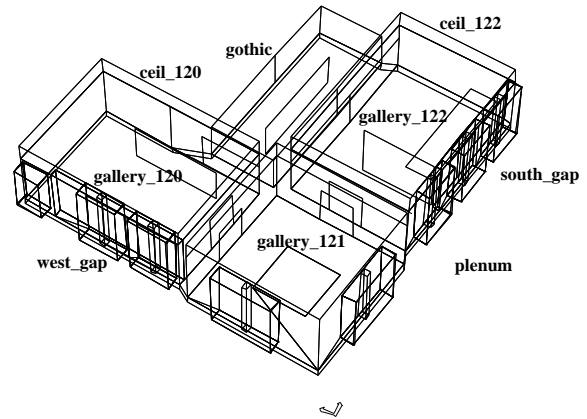 ceil_122
gothic
ceil_120
gallery_122
gallery_120
south_gap
gallery_121
west_gap
plenum